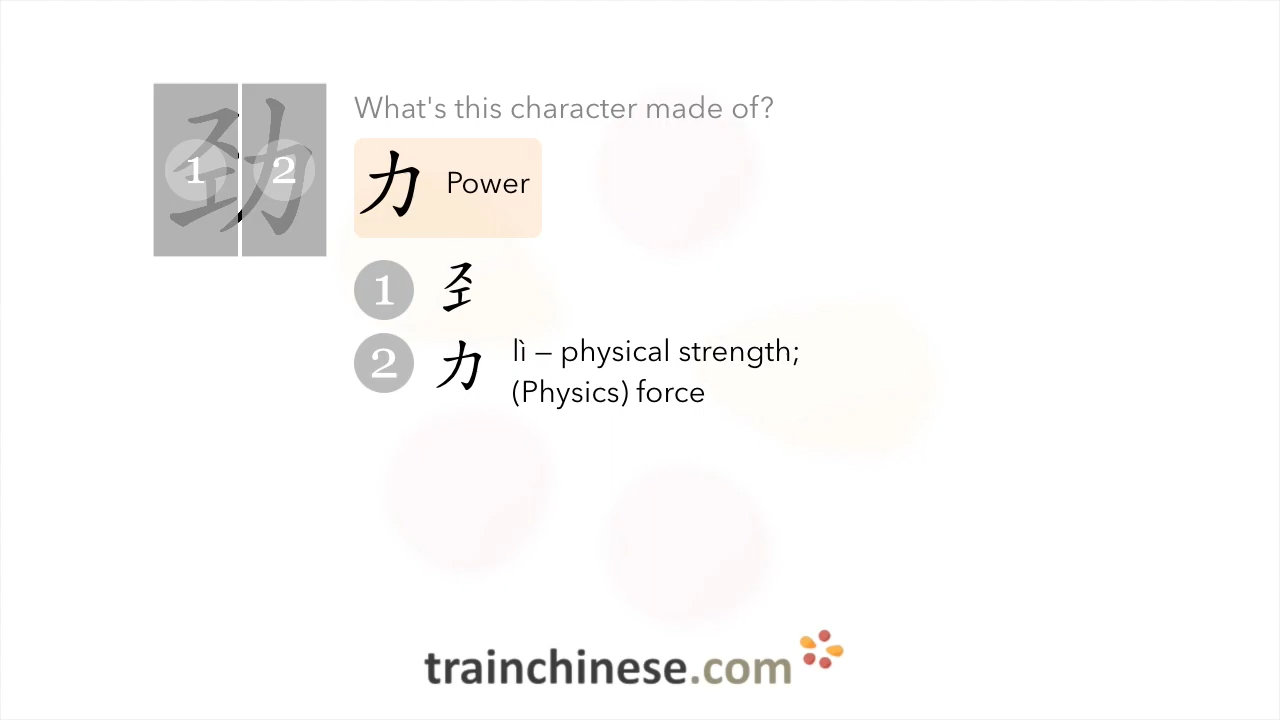 劲
1 2
What's this character made of?
力 Power
1 圣
2 力 lì – physical strength;
(Physics) force
trainchinese.com